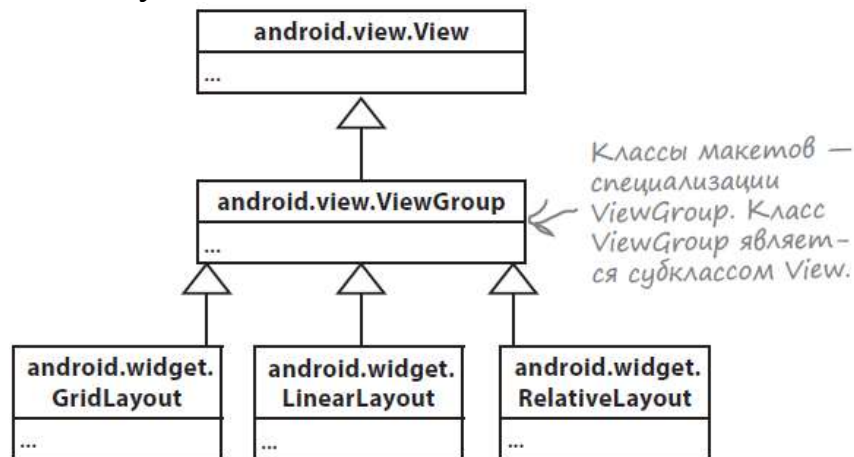 android.view.View
...
android.view.ViewGroup
...
Классы макетов —
специализации
ViewGroup. Класс
ViewGroup являет-
ся субклассом View.
android.widget.
GridLayout
...
android.widget.
LinearLayout
...
android.widget.
RelativeLayout
...